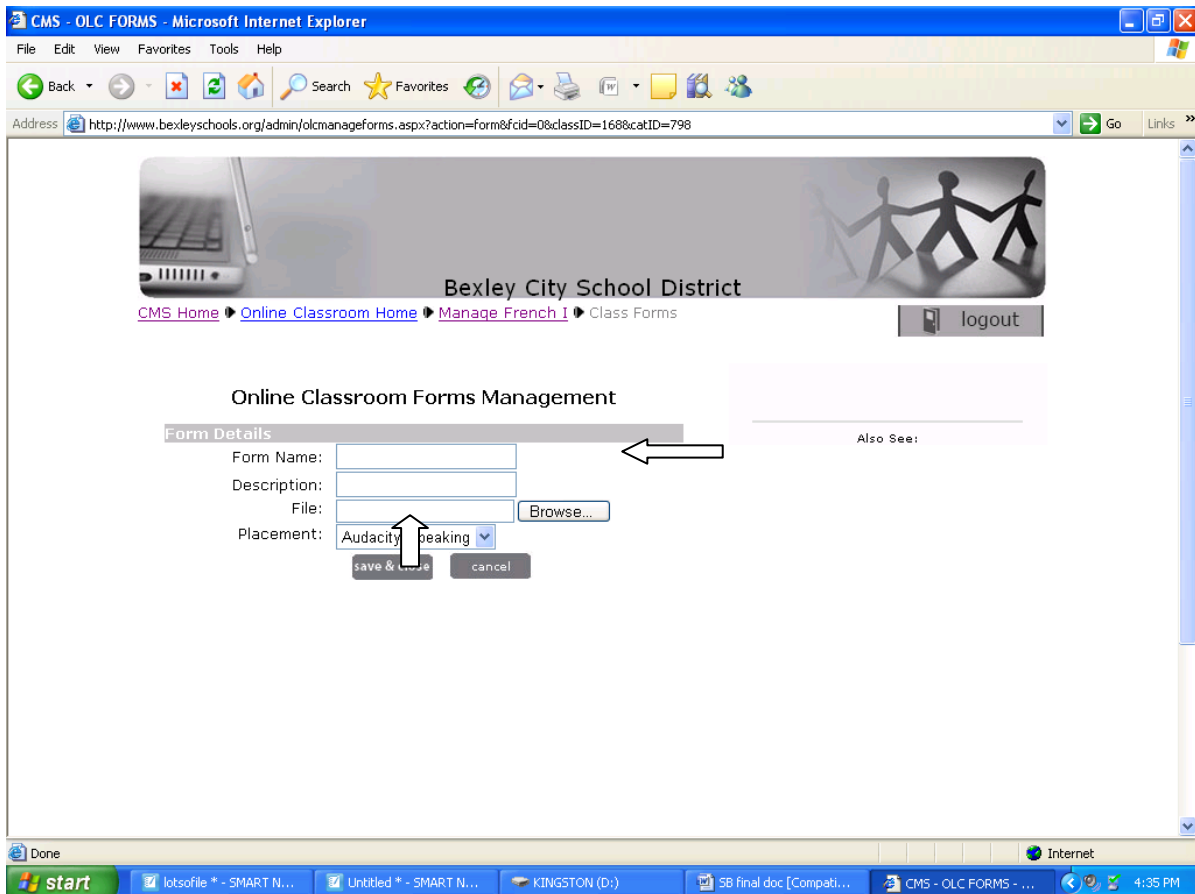 CMS - OLC FORMS - Microsoft Internet Explorer
File Edit View Favorites Tools Help
Back Search Favorites
Address http://www.bexleyschools.org/admin/olcmanageforms.aspx?action=form&fcid=0&classID=168&catID=798 Go Links »
Bexley City School District
CMS Home Online Classroom Home Manage French I Class Forms
logout
Online Classroom Forms Management
Form Details
Also See:
Form Name:
Description:
File: Browse...
Placement: Audacity
save & cancel
Done Internet
start lotsofile * - SMART N... Untitled * - SMART N... KINGSTON (D:) SB final doc [Compati... CMS - OLC FORMS - ... 4:35 PM